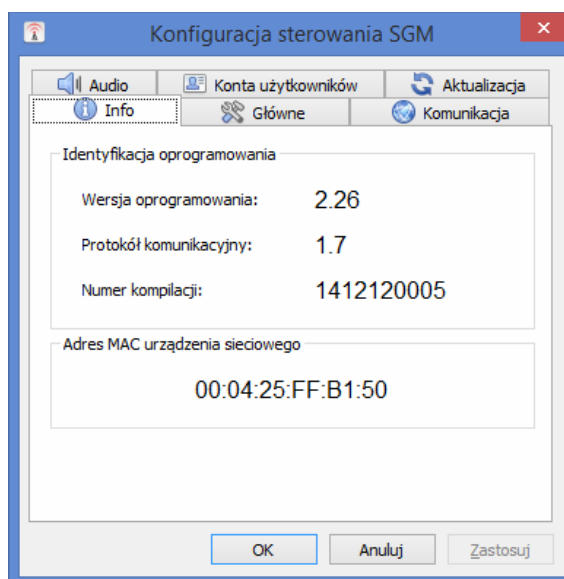 Konfiguracja sterowania SGM
Audio
Konta użytkowników
Aktualizacja
Info
Główne
Komunikacja
Identyfikacja oprogramowania
Wersja oprogramowania: 2.26
Protokół komunikacyjny: 1.7
Numer kompilacji: 1412120005
Adres MAC urządzenia sieciowego
00:04:25:FF:B1:50
OK
Anuluj
Zastosuj